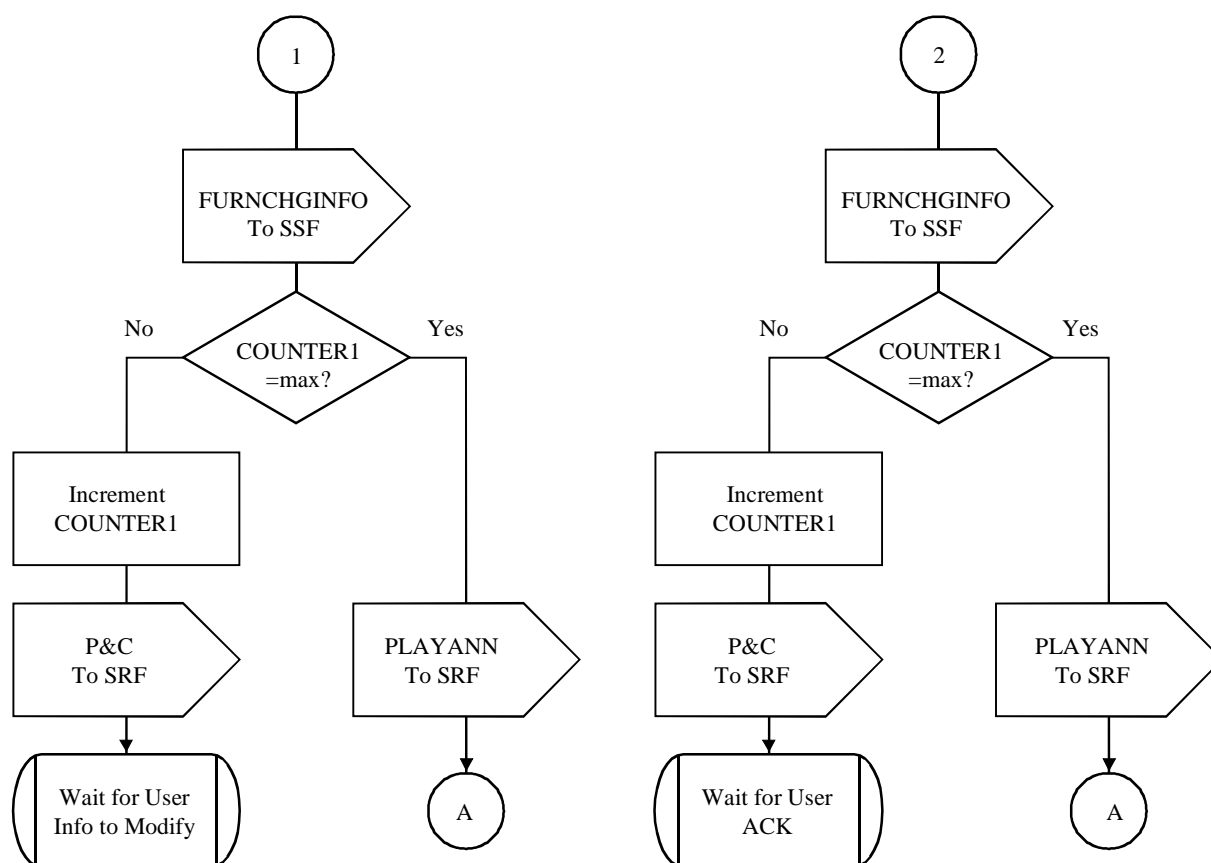 1
FURNCHGINFO
To SSF
No
Yes
COUNTER1
=max?
Increment
COUNTER1
P&C
To SRF
PLAYANN
To SRF
Wait for User
Info to Modify
A
2
FURNCHGINFO
To SSF
No
Yes
COUNTER1
=max?
Increment
COUNTER1
P&C
To SRF
PLAYANN
To SRF
Wait for User
ACK
A